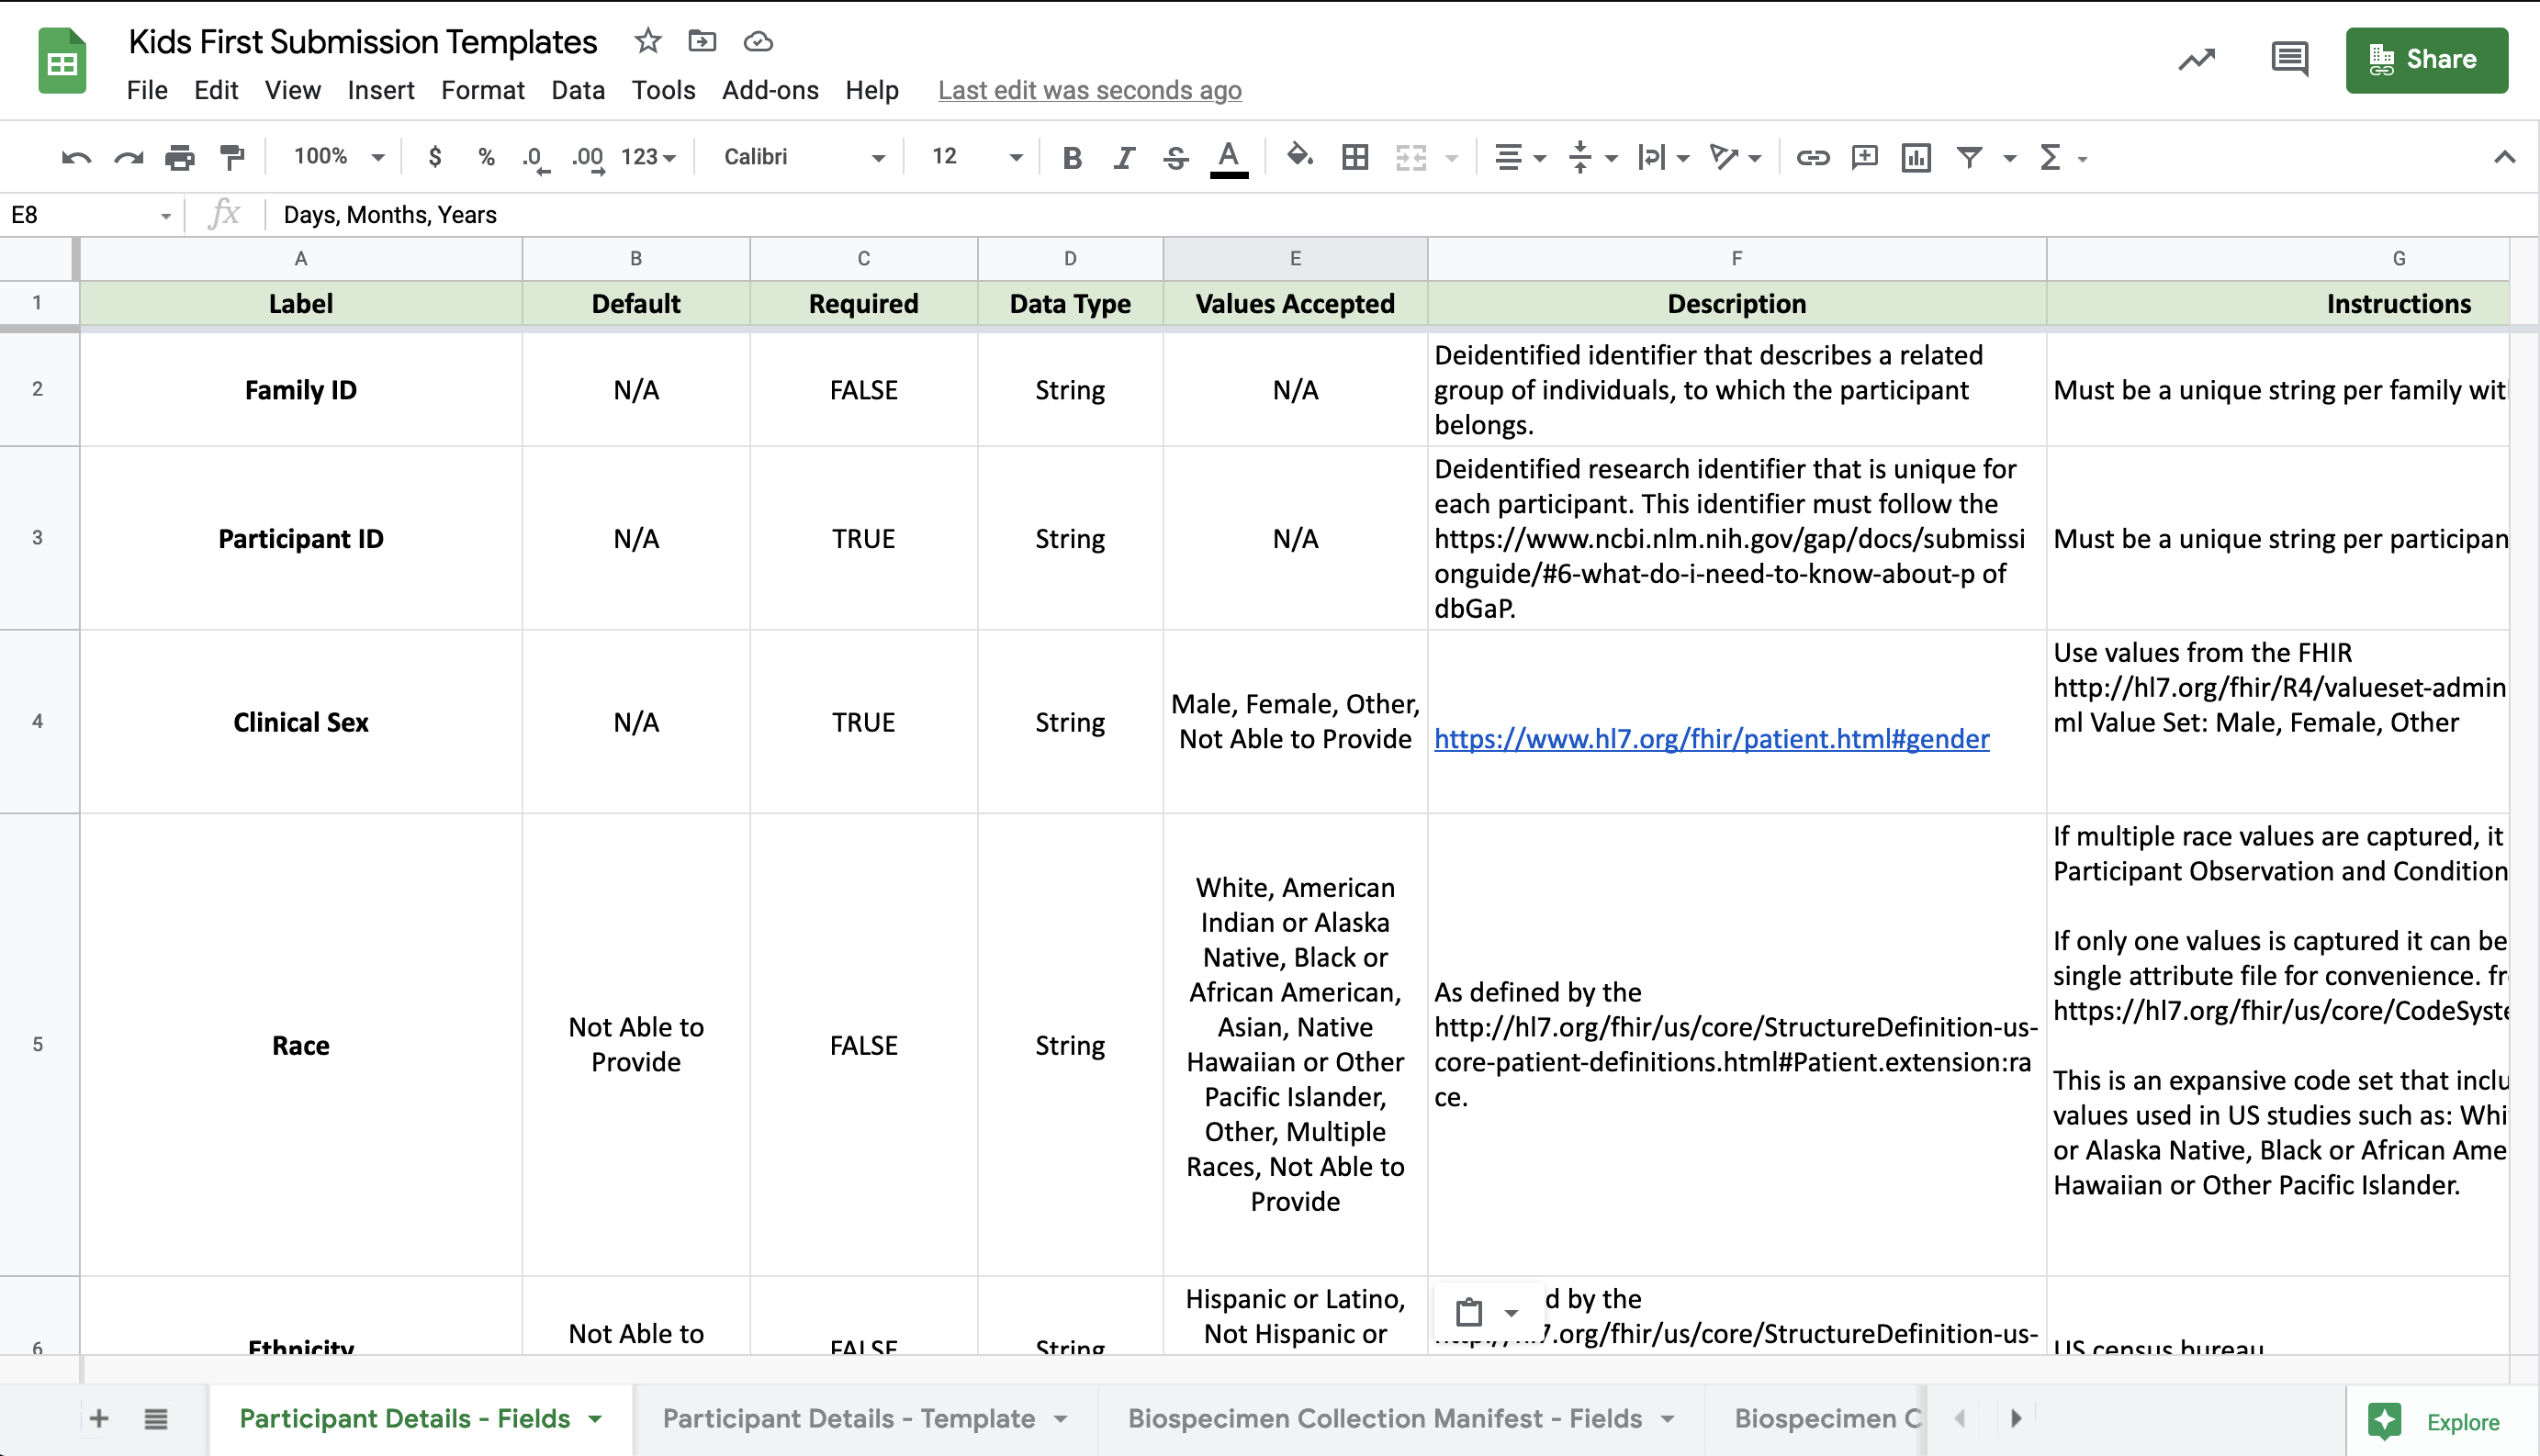 Kids First Submission Templates
File Edit View Insert Format Data Tools Add-ons Help Last edit was seconds ago
Share
100% $ % .0 .00 123 Calibri 12 B I S A
E8 fx Days, Months, Years
A B C D E F G
1 Label Default Required Data Type Values Accepted Description Instructions
2 Family ID N/A FALSE String N/A
Deidentified identifier that describes a related
group of individuals, to which the participant
belongs.
Must be a unique string per family wit
3 Participant ID N/A TRUE String N/A
Deidentified research identifier that is unique for
each participant. This identifier must follow the
https://www.ncbi.nlm.nih.gov/gap/docs/submissi
onguide/#6-what-do-i-need-to-know-about-p of
dbGaP.
Must be a unique string per participan
4 Clinical Sex N/A TRUE String
Male, Female, Other,
Not Able to Provide
https://www.hl7.org/fhir/patient.html#gender
Use values from the FHIR
http://hl7.org/fhir/R4/valueset-admin
ml Value Set: Male, Female, Other
5 Race
Not Able to
Provide
FALSE String
White, American
Indian or Alaska
Native, Black or
African American,
Asian, Native
Hawaiian or Other
Pacific Islander,
Other, Multiple
Races, Not Able to
Provide
As defined by the
http://hl7.org/fhir/us/core/StructureDefinition-us-
core-patient-definitions.html#Patient.extension:ra
ce.
If multiple race values are captured, it
Participant Observation and Condition
If only one values is captured it can be
single attribute file for convenience. fr
https://hl7.org/fhir/us/core/CodeSyste
This is an expansive code set that inclu
values used in US studies such as: Whi
or Alaska Native, Black or African Ame
Hawaiian or Other Pacific Islander.
6 Ethnicity
Not Able to
FALSE String
Hispanic or Latino,
Not Hispanic or
d by the
7.org/fhir/us/core/StructureDefinition-us-
US census bureau
Participant Details - Fields Participant Details - Template Biospecimen Collection Manifest - Fields Biospecimen C
Explore